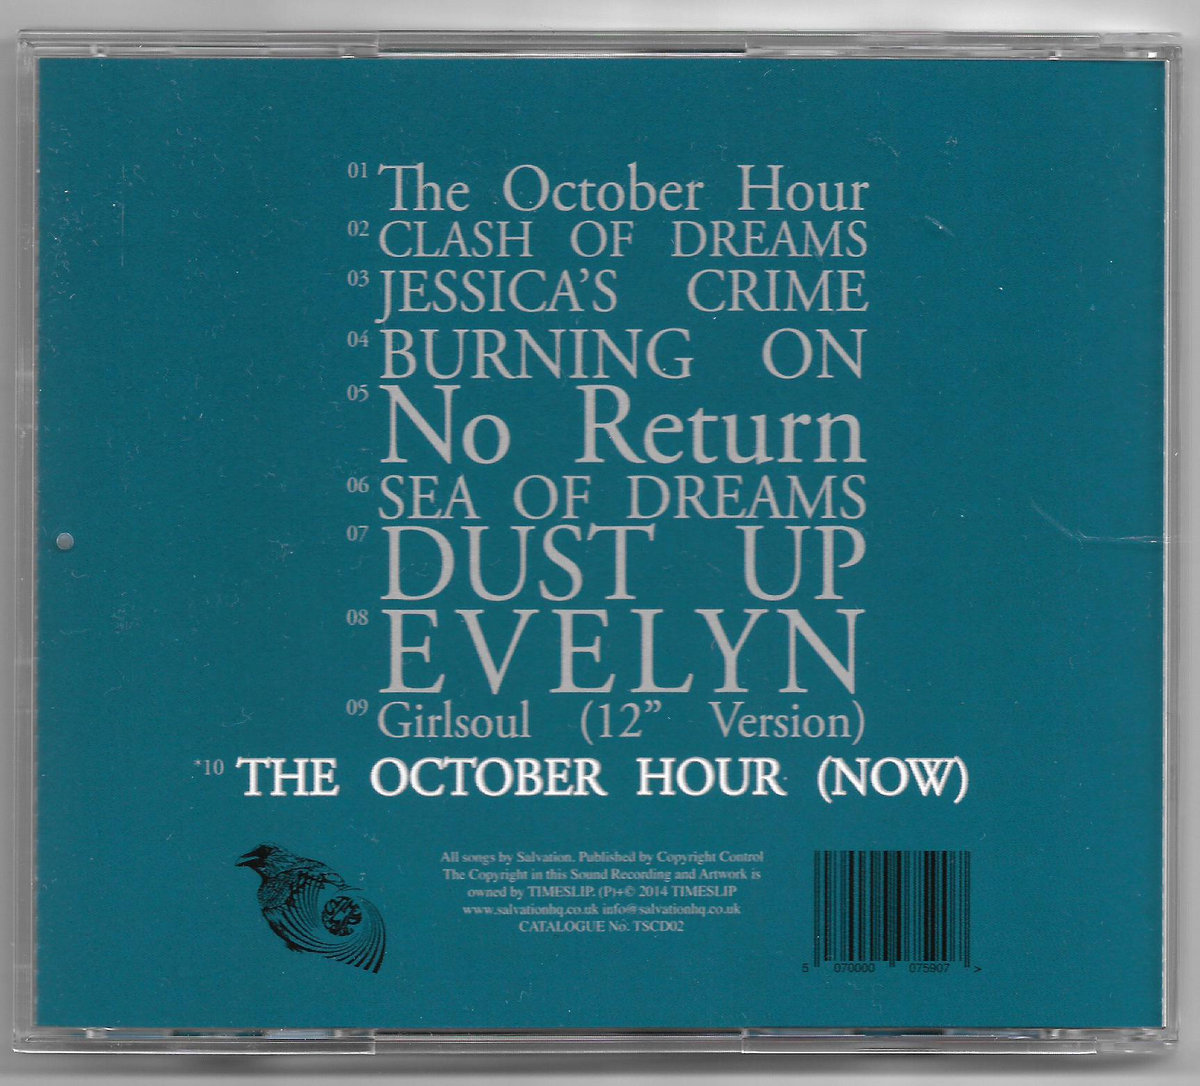 01 The October Hour
02 CLASH OF DREAMS
03 JESSICA’S CRIME
04 BURNING ON
05 No Return
06 SEA OF DREAMS
07 DUST UP
08 EVELYN
09 Girlsoul (12” Version)
*10 THE OCTOBER HOUR (NOW)
All songs by Salvation. Published by Copyright Control
The Copyright in this Sound Recording and Artwork is
owned by TIMESLIP. (P)+© 2014 TIMESLIP
www.salvationhq.co.uk info@salvationhq.co.uk
CATALOGUE No. TSCD02
5 070000 075907 >